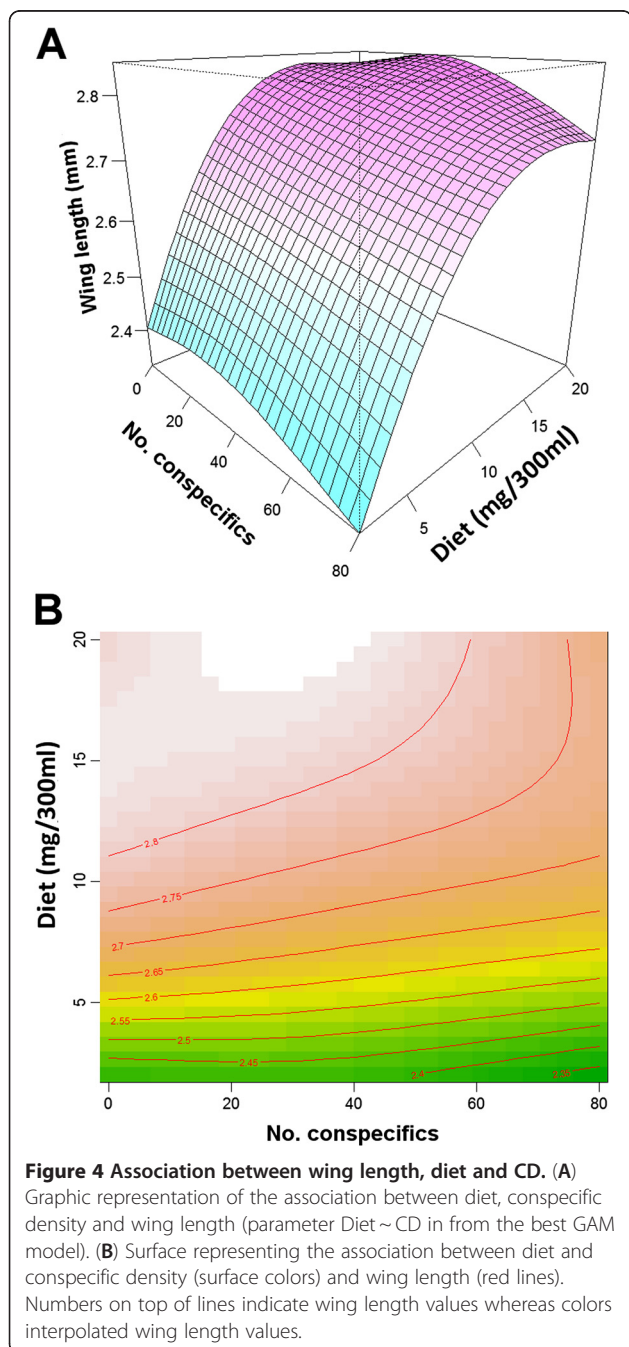 A
Wing length (mm)
2.8
2.7
2.6
2.5
2.4
0
20
40
60
80
No. conspecifics
5
10
15
20
Diet (mg/300ml)
B
Diet (mg/300ml)
20
15
10
5
2.8
2.75
2.7
2.65
2.6
2.55
2.5
2.45
2.4
2.35
0
20
40
60
80
No. conspecifics
Figure 4 Association between wing length, diet and CD. (A)
Graphic representation of the association between diet, conspecific
density and wing length (parameter Diet ~ CD in from the best GAM
model). (B) Surface representing the association between diet and
conspecific density (surface colors) and wing length (red lines).
Numbers on top of lines indicate wing length values whereas colors
interpolated wing length values.